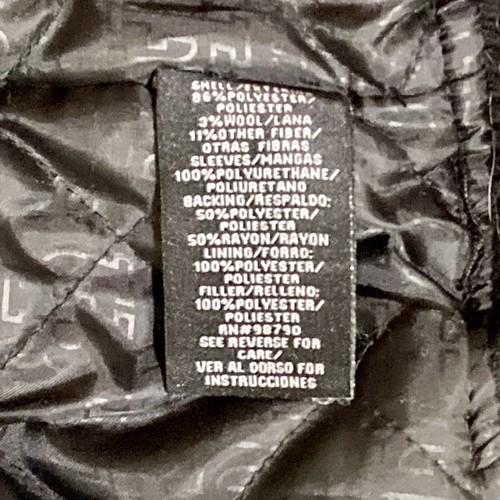 SHELL/
86%POLYESTER/
POLIESTER
3%WOOL/LANA
11%OTHER FIBER/
OTRAS FIBRAS
SLEEVES/MANGAS
100%POLYURETHANE/
POLIURETANO
BACKING/RESPALDO:
50%POLYESTER/
POLIESTER
50%RAYON/RAYON
LINING/FORRO:
100%POLYESTER/
POLIESTER
FILLER/RELLENO:
100%POLYESTER/
POLIESTER
RN#98790
SEE REVERSE FOR
CARE/
VER AL DORSO FOR
INSTRUCCIONES